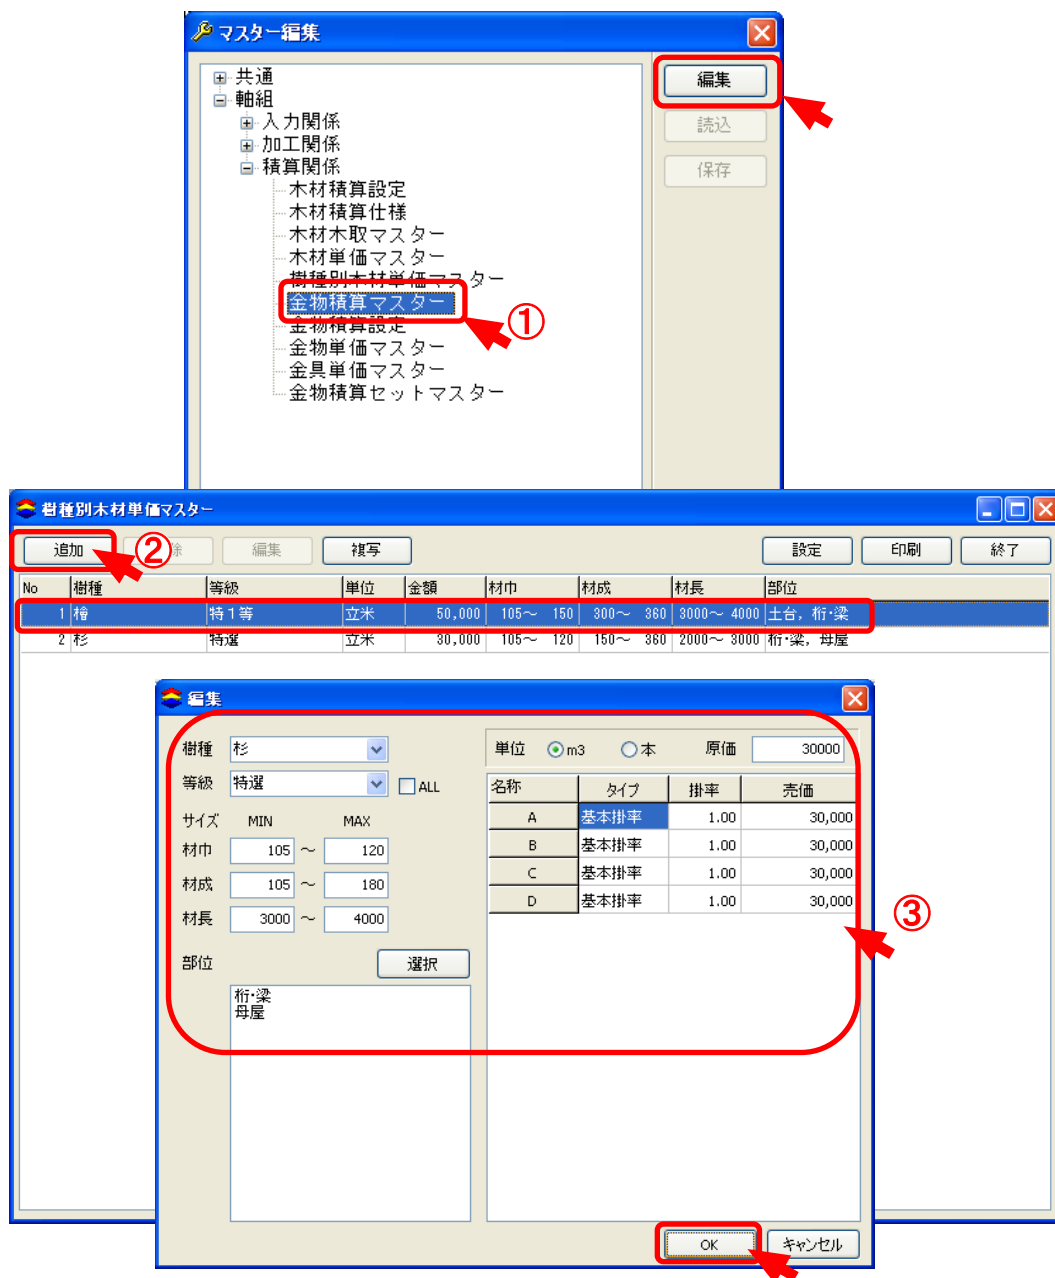 マスター編集
共通
軸組
入力関係
加工関係
積算関係
木材積算設定
木材積算仕様
木材木取マスター
木材単価マスター
樹種別木材単価マスター
金物積算マスター
金物積算設定
金物単価マスター
金具単価マスター
金物積算セットマスター
編集
読込
保存
①
樹種別木材単価マスター
追加 ② 除 編集 複写 設定 印刷 終了
No 樹種 等級 単位 金額 材巾 材成 材長 部位
1 檜 特1等 立米 50,000 105～ 150 300～ 360 3000～ 4000 土台, 桁・梁
2 杉 特選 立米 30,000 105～ 120 150～ 360 2000～ 3000 桁・梁, 母屋
編集
樹種 杉
等級 特選 ALL
サイズ MIN MAX
材巾 105 ～ 120
材成 105 ～ 180
材長 3000 ～ 4000
部位 選択
桁・梁
母屋
単位 m3 本 原価 30000
名称 タイプ 掛率 売価
A 基本掛率 1.00 30,000
B 基本掛率 1.00 30,000
C 基本掛率 1.00 30,000
D 基本掛率 1.00 30,000
③
OK キャンセル